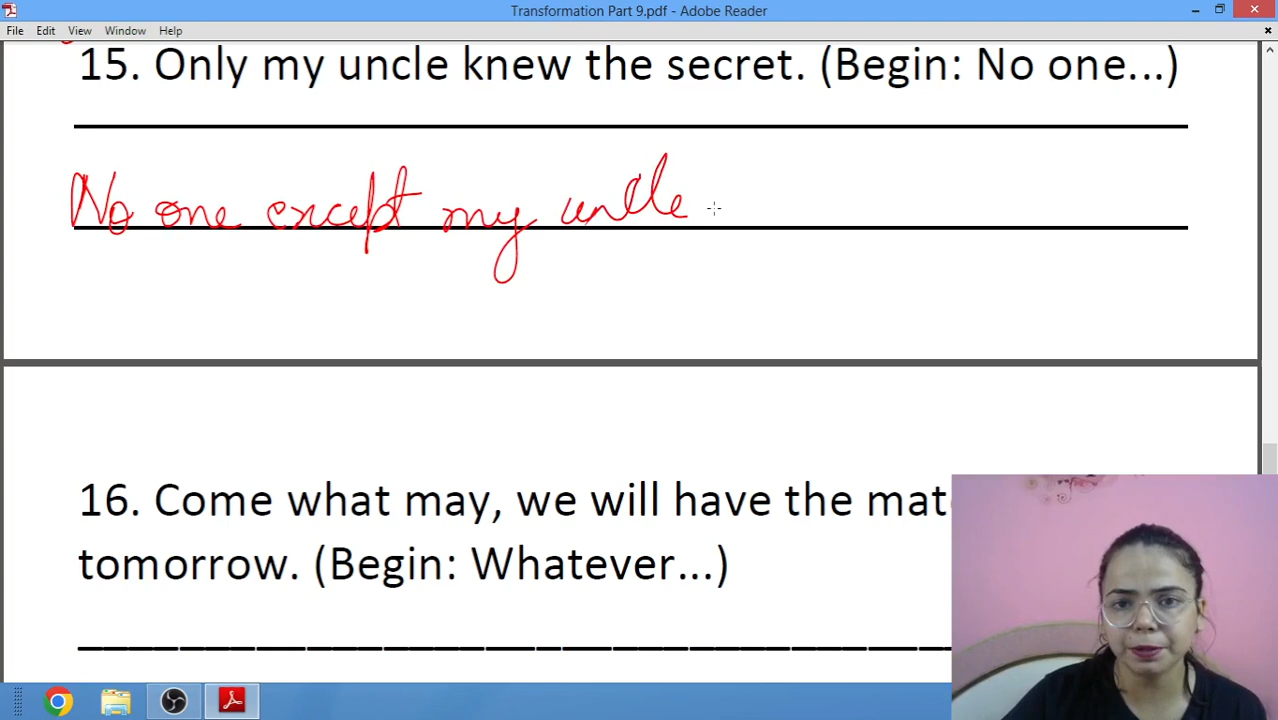 Transformation Part 9.pdf - Adobe Reader
File Edit View Window Help
15. Only my uncle knew the secret. (Begin: No one...)
No one except my uncle
16. Come what may, we will have the mat
tomorrow. (Begin: Whatever...)